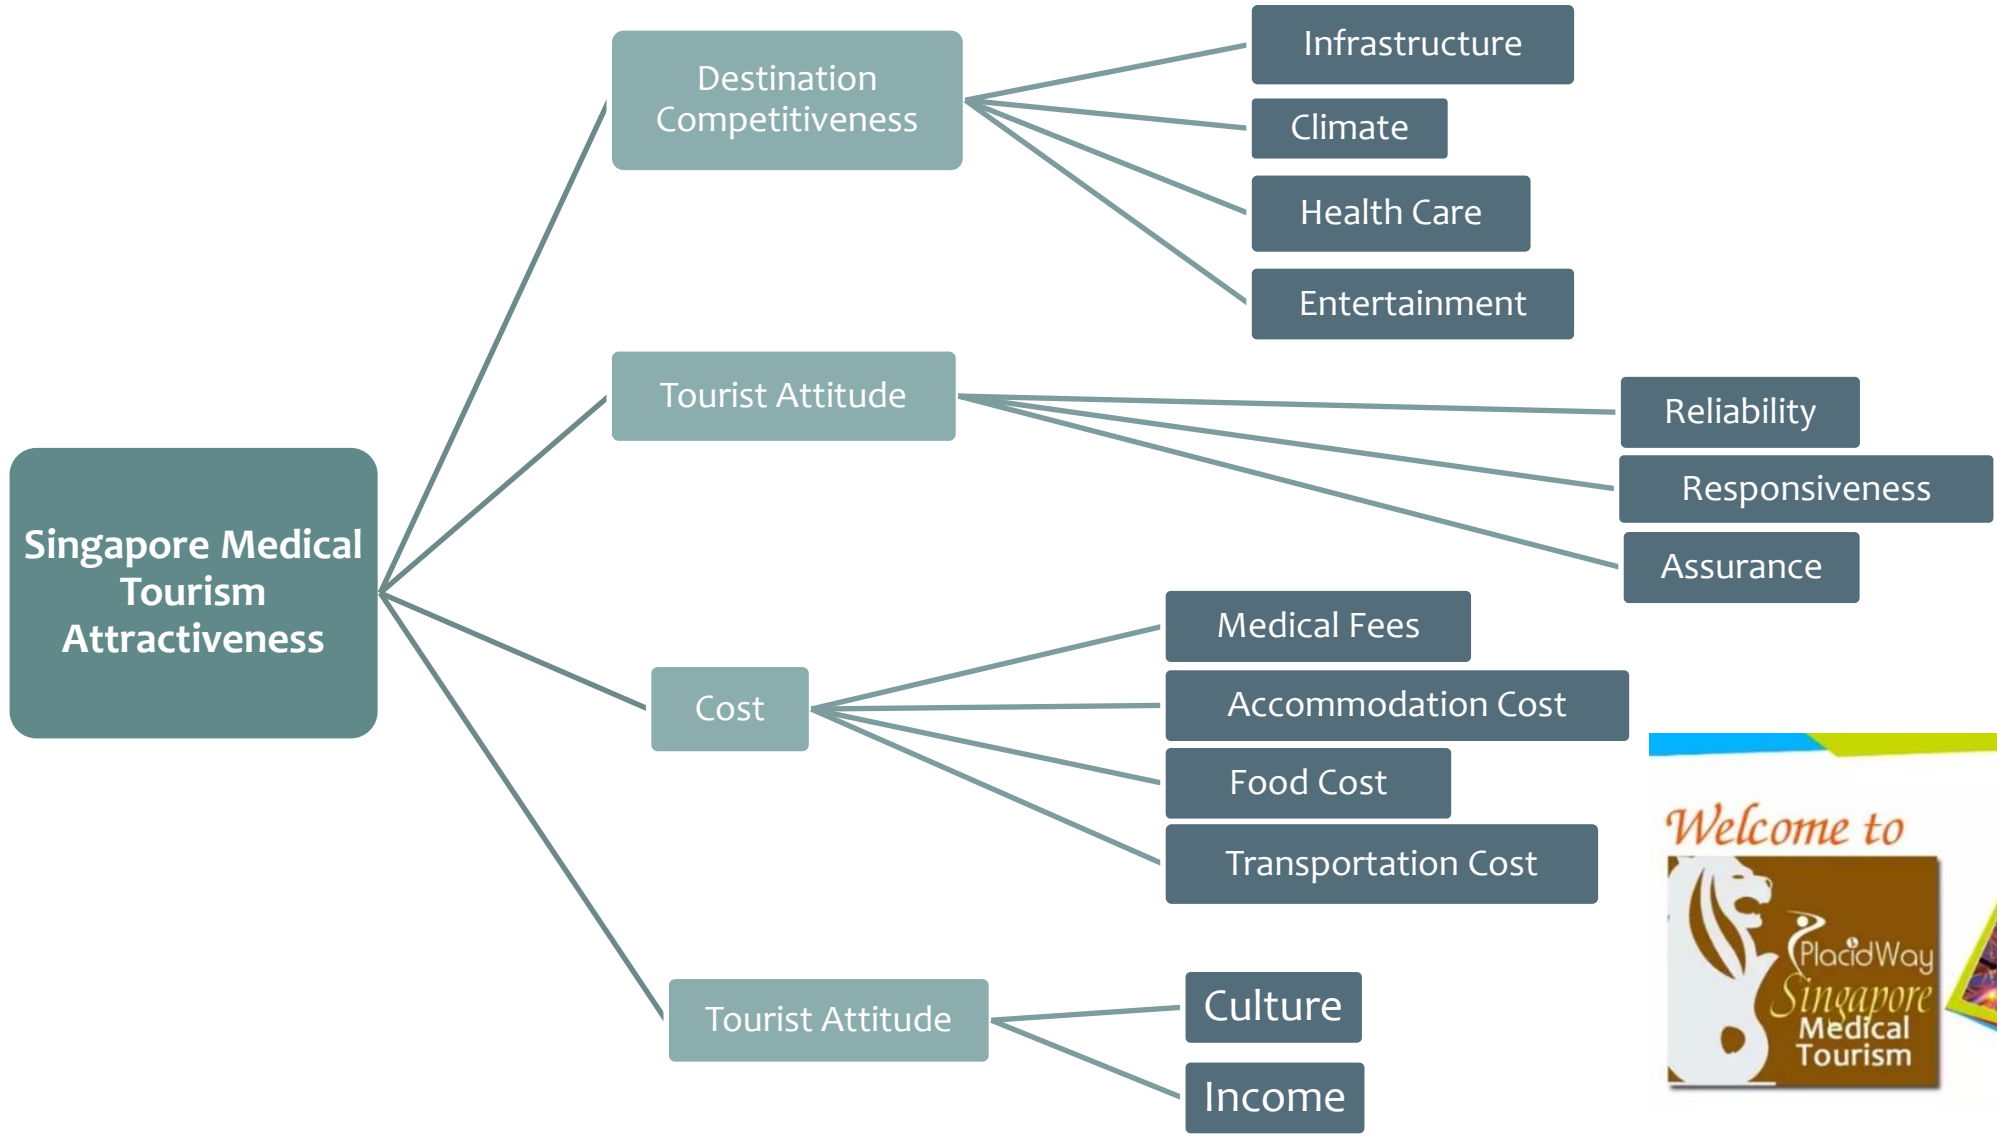 Singapore Medical
Tourism
Attractiveness
Destination
Competitiveness
Infrastructure
Climate
Health Care
Entertainment
Tourist Attitude
Reliability
Responsiveness
Assurance
Cost
Medical Fees
Accommodation Cost
Food Cost
Transportation Cost
Tourist Attitude
Culture
Income
Welcome to
PlacidWay
Singapore
Medical
Tourism